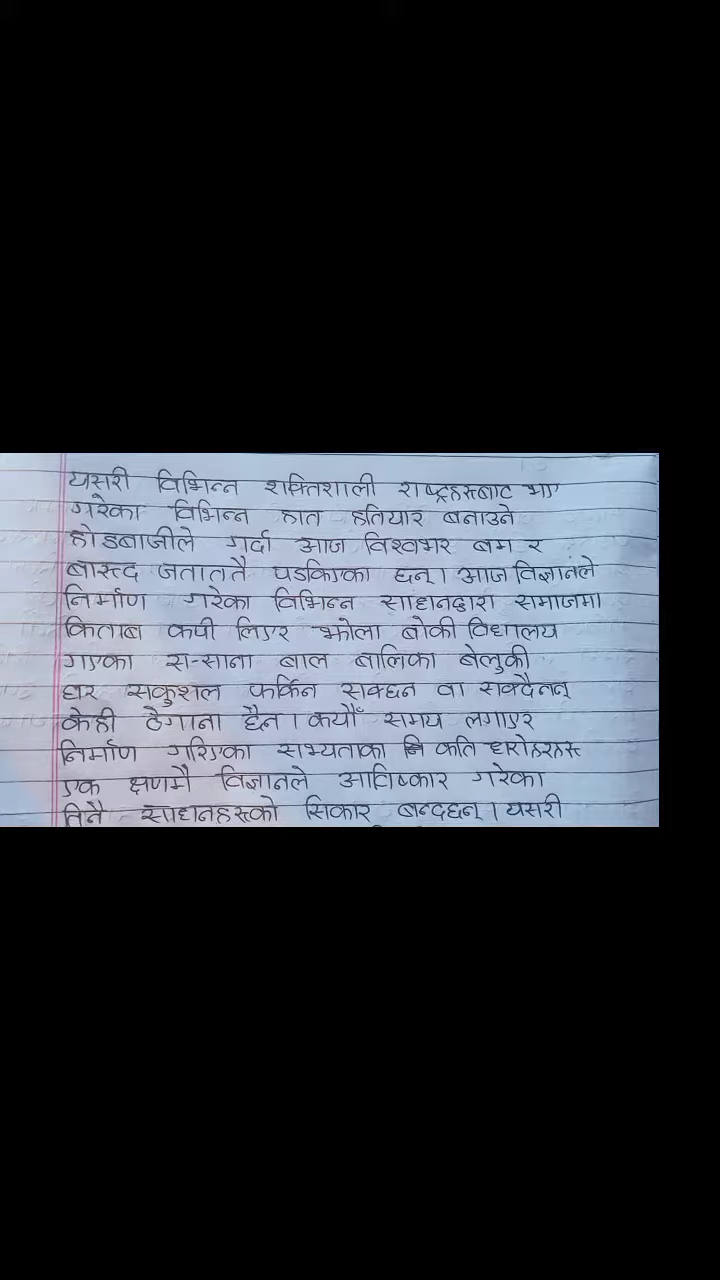 यसरी विभिन्न शक्तिशाली राष्ट्रहरुबाट भए
गरेका विभिन्न हात हतियार बनाउने
होडबाजीले गर्दा आज विश्वभर बम र
बारुद जताततै पड्किएका छन्। आज विज्ञानले
निर्माण गरेका विभिन्न साधनद्वारा समाजमा
किताब कपी लिएर झोला बोकी विद्यालय
गएका स-साना बाल बालिका बेलुकी
घर सकुशल फर्किन सक्छन वा सक्दैनन्
केही ठेगाना छैन। कयौँ समय लगाएर
निर्माण गरिएका सभ्यताका नि कति धरोहरहरु
एक क्षणमै विज्ञानले आविष्कार गरेका
तिनै साधनहरुको सिकार बन्दछन्। यसरी